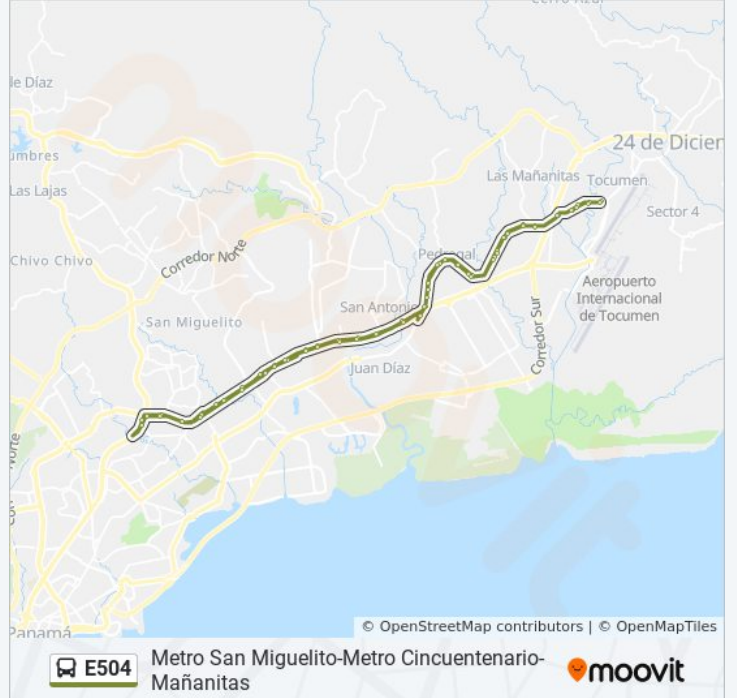 Cerro Azul
le Díaz
24 de Dicien
umbres
Las Mañanitas
Tocumen
Las Lajas
Sector 4
Corredor Norte
Pedregal
Chivo Chivo
Aeropuerto
Internacional
de Tocumen
San Antonio
San Miguelito
Corredor Sur
Juan Díaz
Norte
Cor
Panamá
© OpenStreetMap contributors | © OpenMapTiles
E504
Metro San Miguelito-Metro Cincuentenario-
Mañanitas
moovit